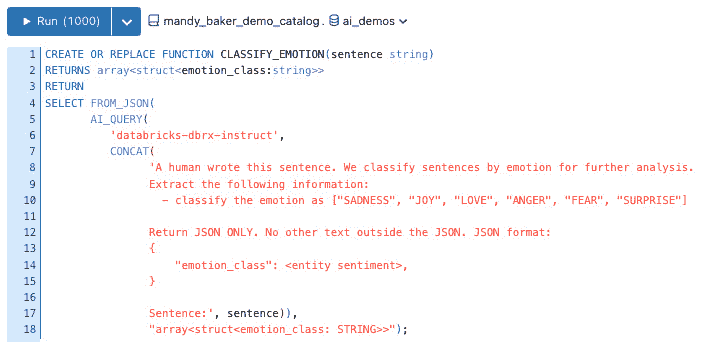 Run (1000) mandy_baker_demo_catalog. ai_demos
1 CREATE OR REPLACE FUNCTION CLASSIFY_EMOTION(sentence string)
2 RETURNS array<struct<emotion_class:string>>
3 RETURN
4 SELECT FROM_JSON(
5 AI_QUERY(
6 'databricks-dbrx-instruct',
7 CONCAT(
8 'A human wrote this sentence. We classify sentences by emotion for further analysis.
9 Extract the following information:
10 - classify the emotion as ["SADNESS", "JOY", "LOVE", "ANGER", "FEAR", "SURPRISE"]
11
12 Return JSON ONLY. No other text outside the JSON. JSON format:
13 {
14 "emotion_class": <entity sentiment>,
15 }
16
17 Sentence:', sentence)),
18 "array<struct<emotion_class: STRING>>");